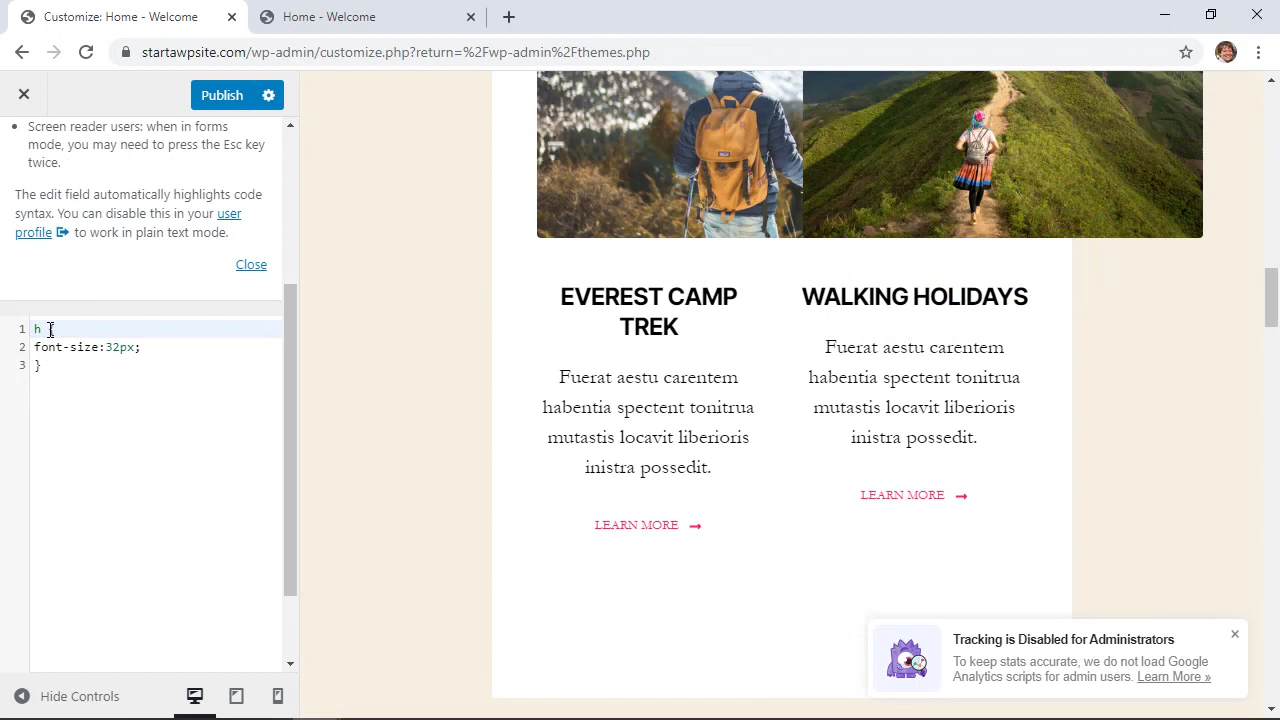 Customize: Home - Welcome
Home - Welcome
startawpsite.com/wp-admin/customize.php?return=%2Fwp-admin%2Fthemes.php
Publish
Screen reader users: when in forms
mode, you may need to press the Esc key
twice.
The edit field automatically highlights code
syntax. You can disable this in your user
profile to work in plain text mode.
Close
1 h {
2 font-size:32px;
3 }
Hide Controls
EVEREST CAMP
TREK
Fuerat aestu carentem
habentia spectent tonitrua
mutastis locavit liberioris
inistra possedit.
LEARN MORE
WALKING HOLIDAYS
Fuerat aestu carentem
habentia spectent tonitrua
mutastis locavit liberioris
inistra possedit.
LEARN MORE
Tracking is Disabled for Administrators
To keep stats accurate, we do not load Google
Analytics scripts for admin users. Learn More »